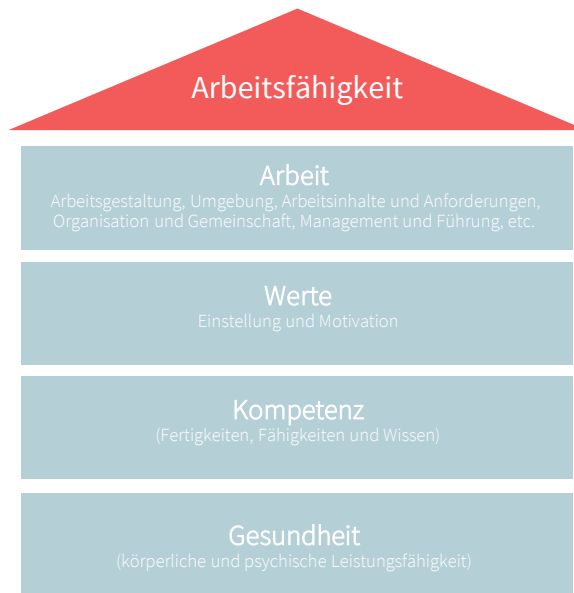 Arbeitsfähigkeit
Arbeit
Arbeitsgestaltung, Umgebung, Arbeitsinhalte und Anforderungen,
Organisation und Gemeinschaft, Management und Führung, etc.
Werte
Einstellung und Motivation
Kompetenz
(Fertigkeiten, Fähigkeiten und Wissen)
Gesundheit
(körperliche und psychische Leistungsfähigkeit)